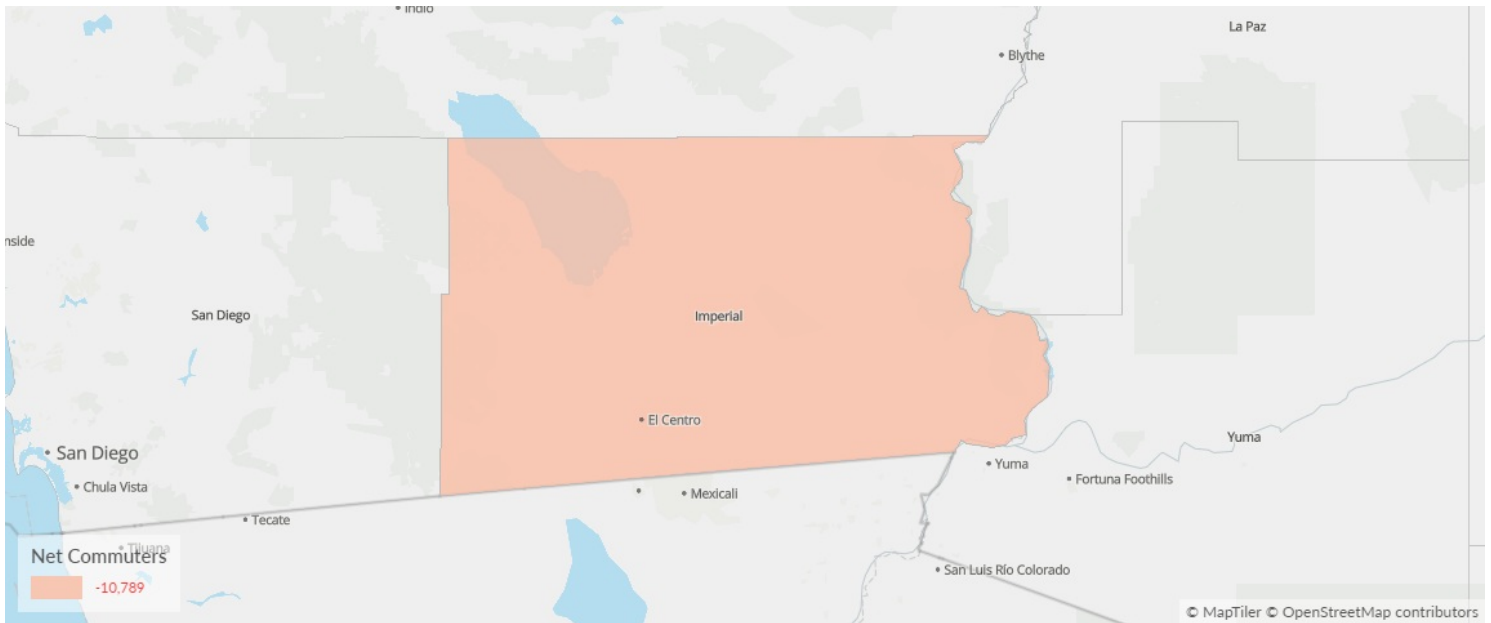 Indio
La Paz
Blythe
nside
San Diego
Imperial
El Centro
San Diego
Yuma
Yuma
Chula Vista
Fortuna Foothills
Mexicali
Tecate
Tijuana
Net Commuters
-10,789
San Luis Río Colorado
© MapTiler © OpenStreetMap contributors